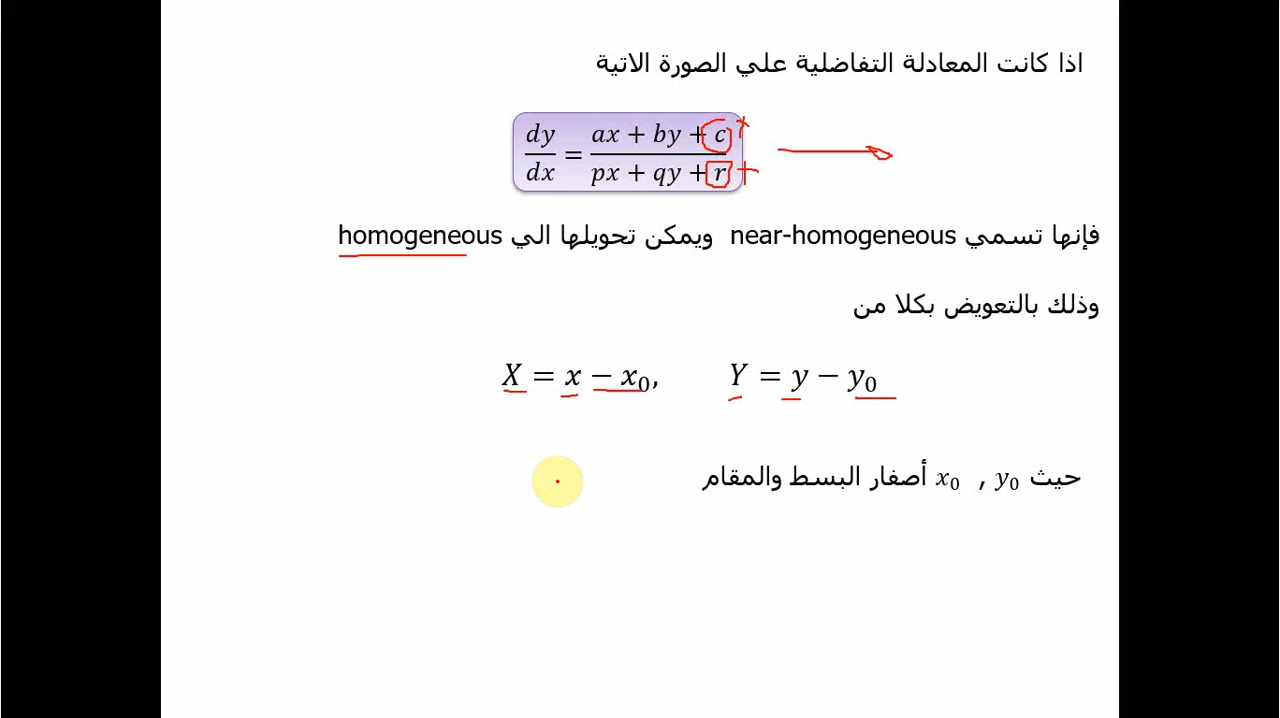 اذا كانت المعادلة التفاضلية علي الصورة الاتية
dy/dx = (ax + by + c)/(px + qy + r)
فإنها تسمي near-homogeneous ويمكن تحويلها الي homogeneous
وذلك بالتعويض بكلا من
X = x − x₀, Y = y − y₀
حيث x₀ , y₀ أصفار البسط والمقام